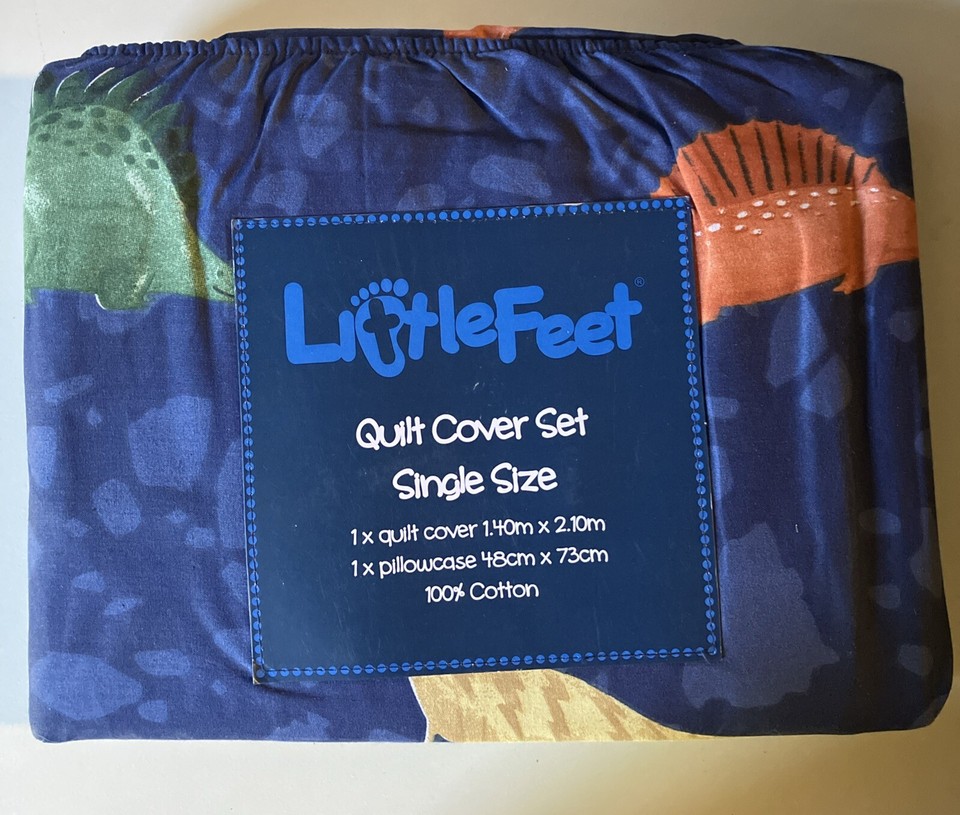 LittleFeet®
Quilt Cover Set
Single Size
1 x quilt cover 1.40m x 2.10m
1 x pillowcase 48cm x 73cm
100% Cotton